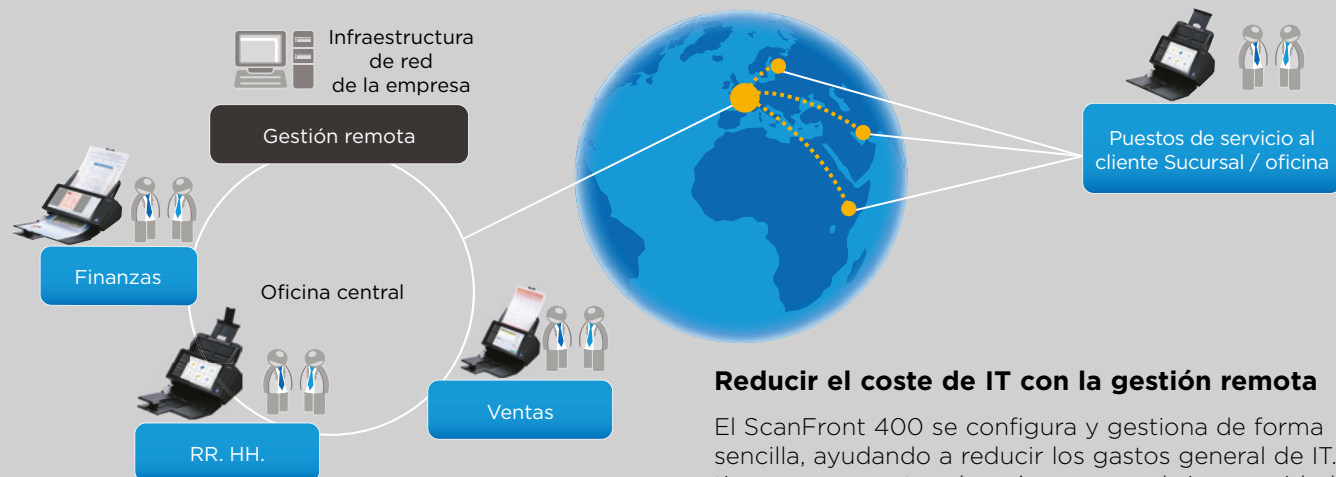 Infraestructura
de red
de la empresa
Gestión remota
Finanzas
Oficina central
RR. HH.
Ventas
Puestos de servicio al
cliente Sucursal / oficina
Reducir el coste de IT con la gestión remota
El ScanFront 400 se configura y gestiona de forma
sencilla, ayudando a reducir los gastos general de IT.